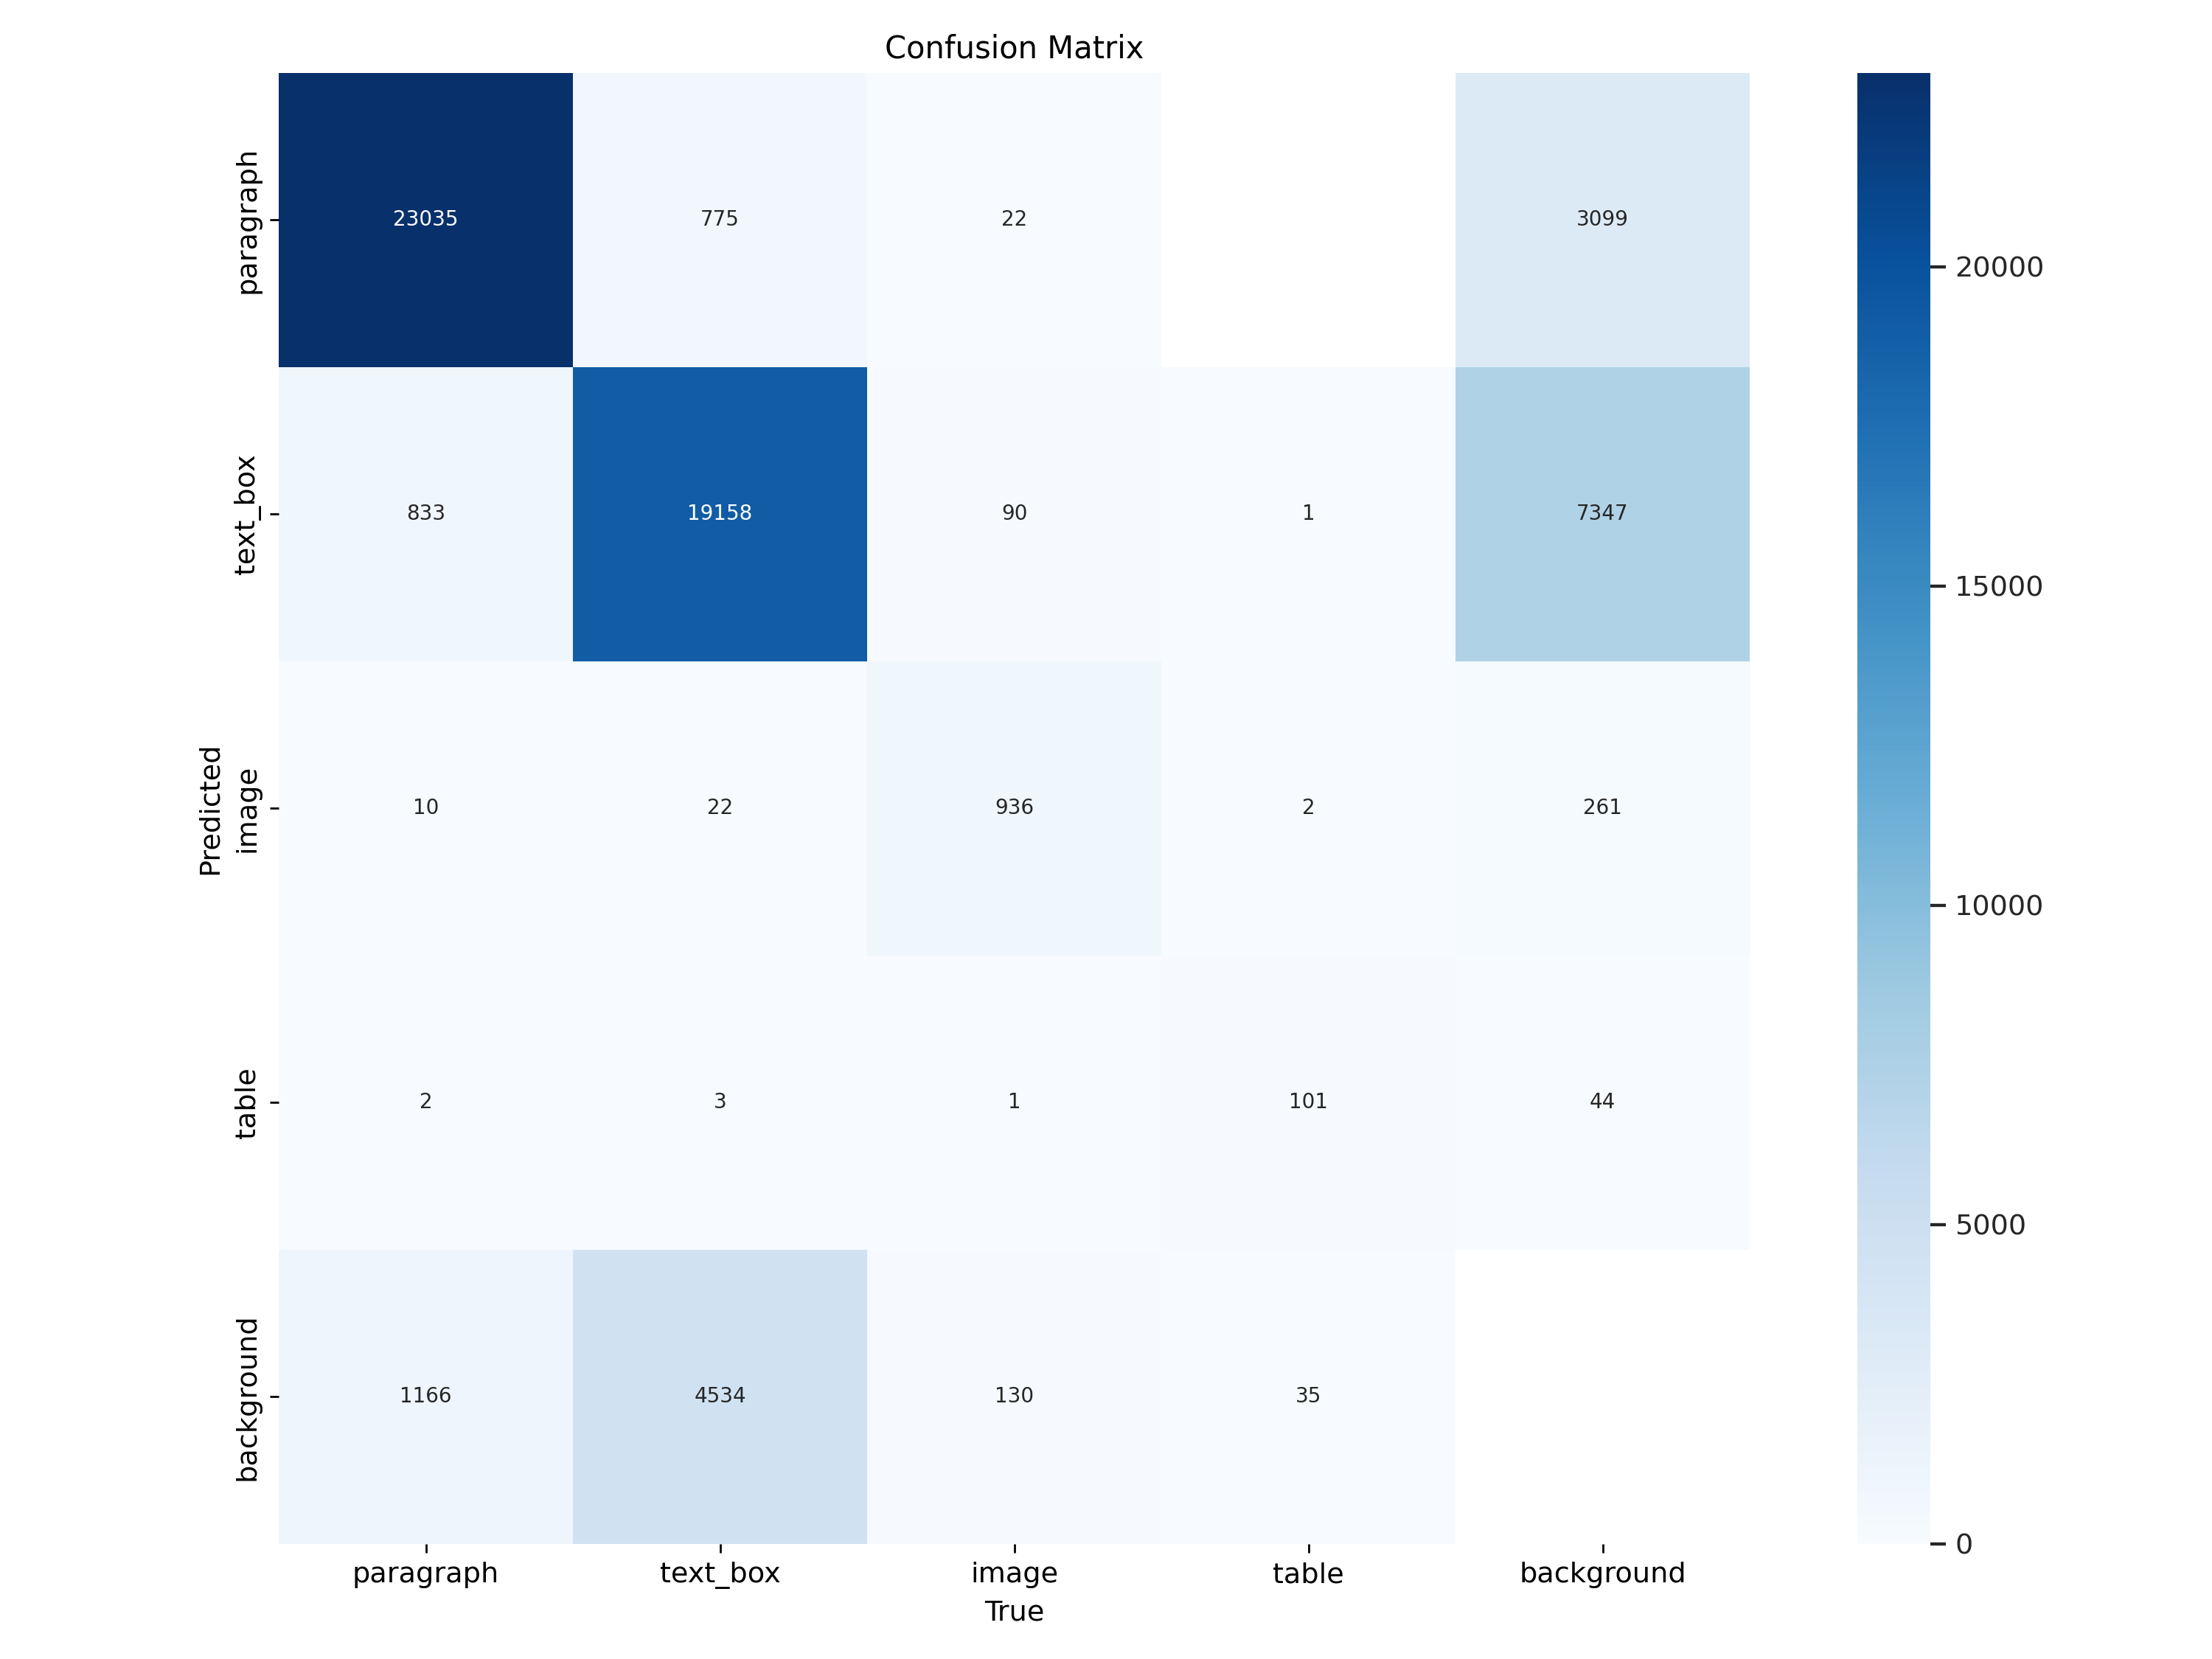 Confusion Matrix
paragraph 23035 775 22 3099
text_box 833 19158 90 1 7347
image 10 22 936 2 261
table 2 3 1 101 44
background 1166 4534 130 35
Predicted
paragraph text_box image table background
True
20000
15000
10000
5000
0